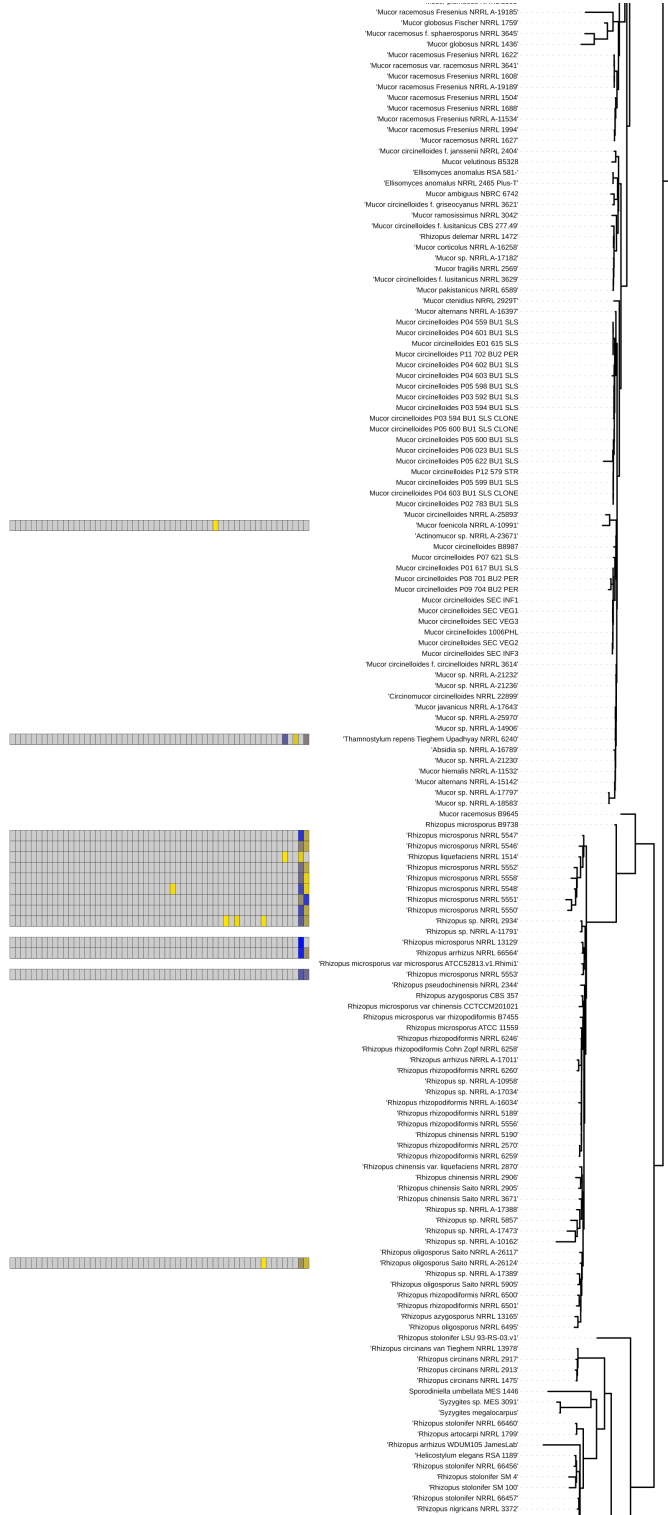 'Mucor racemosus Fresenius NRRL A-19185'
'Mucor globosus Fischer NRRL 1759'
'Mucor racemosus f. sphaerosporus NRRL 3645'
'Mucor globosus NRRL 1436'
'Mucor racemosus Fresenius NRRL 1622'
'Mucor racemosus var. racemosus NRRL 3641'
'Mucor racemosus Fresenius NRRL 1608'
'Mucor racemosus Fresenius NRRL A-19189'
'Mucor racemosus Fresenius NRRL 1504'
'Mucor racemosus Fresenius NRRL 1688'
'Mucor racemosus Fresenius NRRL A-11534'
'Mucor racemosus Fresenius NRRL 1994'
'Mucor racemosus NRRL 1627'
'Mucor circinelloides f. janssenii NRRL 2404'
Mucor velutinous B5328
'Ellisomyces anomalus RSA 581-'
'Ellisomyces anomalus NRRL 2465 Plus-T'
Mucor ambiguus NBRC 6742
'Mucor circinelloides f. griseocyanus NRRL 3621'
'Mucor ramosissimus NRRL 3042'
'Mucor circinelloides f. lusitanicus CBS 277.49'
'Rhizopus delemar NRRL 1472'
'Mucor corticolus NRRL A-16258'
'Mucor sp. NRRL A-17182'
'Mucor fragilis NRRL 2569'
'Mucor circinelloides f. lusitanicus NRRL 3629'
'Mucor pakistanicus NRRL 6589'
'Mucor ctenidius NRRL 2929T'
'Mucor alternans NRRL A-16397'
Mucor circinelloides P04 559 BU1 SLS
Mucor circinelloides P04 601 BU1 SLS
Mucor circinelloides E01 615 SLS
Mucor circinelloides P11 702 BU2 PER
Mucor circinelloides P04 602 BU1 SLS
Mucor circinelloides P04 603 BU1 SLS
Mucor circinelloides P05 598 BU1 SLS
Mucor circinelloides P03 592 BU1 SLS
Mucor circinelloides P03 594 BU1 SLS
Mucor circinelloides P03 594 BU1 SLS CLONE
Mucor circinelloides P05 600 BU1 SLS CLONE
Mucor circinelloides P05 600 BU1 SLS
Mucor circinelloides P06 023 BU1 SLS
Mucor circinelloides P05 622 BU1 SLS
Mucor circinelloides P12 579 STR
Mucor circinelloides P05 599 BU1 SLS
Mucor circinelloides P04 603 BU1 SLS CLONE
Mucor circinelloides P02 783 BU1 SLS
'Mucor circinelloides NRRL A-25893'
'Mucor foenicola NRRL A-10991'
'Actinomucor sp. NRRL A-23671'
Mucor circinelloides B8987
Mucor circinelloides P07 621 SLS
Mucor circinelloides P01 617 BU1 SLS
Mucor circinelloides P08 701 BU2 PER
Mucor circinelloides P09 704 BU2 PER
Mucor circinelloides SEC INF1
Mucor circinelloides SEC VEG1
Mucor circinelloides SEC VEG3
Mucor circinelloides 1006PHL
Mucor circinelloides SEC VEG2
Mucor circinelloides SEC INF3
'Mucor circinelloides f. circinelloides NRRL 3614'
'Mucor sp. NRRL A-21232'
'Mucor sp. NRRL A-21236'
'Circinomucor circinelloides NRRL 22899'
'Mucor javanicus NRRL A-17643'
'Mucor sp. NRRL A-25970'
'Mucor sp. NRRL A-14906'
'Thamnostylum repens Tieghem Upadhyay NRRL 6240'
'Absidia sp. NRRL A-16789'
'Mucor sp. NRRL A-21230'
'Mucor hiemalis NRRL A-11532'
'Mucor alternans NRRL A-15142'
'Mucor sp. NRRL A-17797'
'Mucor sp. NRRL A-18583'
Mucor racemosus B9645
Rhizopus microsporus B9738
'Rhizopus microsporus NRRL 5547'
'Rhizopus microsporus NRRL 5546'
'Rhizopus liquefaciens NRRL 1514'
'Rhizopus microsporus NRRL 5552'
'Rhizopus microsporus NRRL 5558'
'Rhizopus microsporus NRRL 5548'
'Rhizopus microsporus NRRL 5551'
'Rhizopus microsporus NRRL 5550'
'Rhizopus sp. NRRL 2934'
'Rhizopus sp. NRRL A-11791'
'Rhizopus microsporus NRRL 13129'
'Rhizopus arrhizus NRRL 66564'
'Rhizopus microsporus var microsporus ATCC52813.v1.Rhimi1'
'Rhizopus microsporus NRRL 5553'
'Rhizopus pseudochinensis NRRL 2344'
Rhizopus azygosporus CBS 357
Rhizopus microsporus var chinensis CCTCCM201021
Rhizopus microsporus var rhizopodiformis B7455
Rhizopus microsporus ATCC 11559
'Rhizopus rhizopodiformis NRRL 6246'
'Rhizopus rhizopodiformis Cohn Zopf NRRL 6258'
'Rhizopus arrhizus NRRL A-17011'
'Rhizopus rhizopodiformis NRRL 6260'
'Rhizopus sp. NRRL A-10958'
'Rhizopus sp. NRRL A-17034'
'Rhizopus rhizopodiformis NRRL A-16034'
'Rhizopus rhizopodiformis NRRL 5189'
'Rhizopus rhizopodiformis NRRL 5556'
'Rhizopus chinensis NRRL 5190'
'Rhizopus rhizopodiformis NRRL 2570'
'Rhizopus rhizopodiformis NRRL 6259'
'Rhizopus chinensis var. liquefaciens NRRL 2870'
'Rhizopus chinensis NRRL 2906'
'Rhizopus chinensis Saito NRRL 2905'
'Rhizopus chinensis Saito NRRL 3671'
'Rhizopus sp. NRRL A-17388'
'Rhizopus sp. NRRL 5857'
'Rhizopus sp. NRRL A-17473'
'Rhizopus sp. NRRL A-10162'
'Rhizopus oligosporus Saito NRRL A-26117'
'Rhizopus oligosporus Saito NRRL A-26124'
'Rhizopus sp. NRRL A-17389'
'Rhizopus oligosporus Saito NRRL 5905'
'Rhizopus rhizopodiformis NRRL 6500'
'Rhizopus rhizopodiformis NRRL 6501'
'Rhizopus azygosporus NRRL 13165'
'Rhizopus oligosporus NRRL 6495'
'Rhizopus stolonifer LSU 93-RS-03.v1'
'Rhizopus circinans van Tieghem NRRL 13978'
'Rhizopus circinans NRRL 2917'
'Rhizopus circinans NRRL 2913'
'Rhizopus circinans NRRL 1475'
Sporodiniella umbellata MES 1446
'Syzygites sp. MES 3091'
'Syzygites megalocarpus'
'Rhizopus stolonifer NRRL 66460'
'Rhizopus artocarpi NRRL 1799'
'Rhizopus arrhizus WDUM105 JamesLab'
'Helicostylum elegans RSA 1189'
'Rhizopus stolonifer NRRL 66456'
'Rhizopus stolonifer SM 4'
'Rhizopus stolonifer SM 100'
'Rhizopus stolonifer NRRL 66457'
'Rhizopus nigricans NRRL 3372'